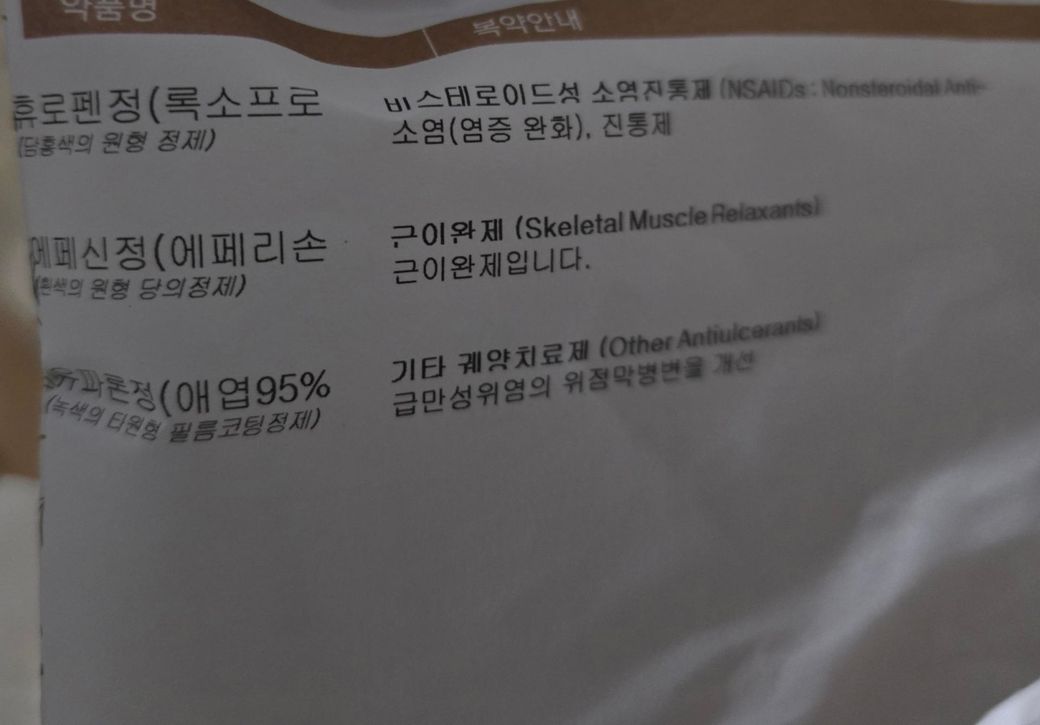 약품명 복약안내
휴로펜정(록소프로 비스테로이드성 소염진통제 (NSAIDs : Nonsteroidal Anti-
(담홍색의 원형 정제) 소염(염증 완화), 진통제
에페신정(에페리손 근이완제 (Skeletal Muscle Relaxants)
(흰색의 원형 당의정제) 근이완제입니다.
파론정(애엽95% 기타 궤양치료제 (Other Antiulcerants)
(녹색의 타원형 필름코팅정제) 급만성위염의 위점막병변을 개선